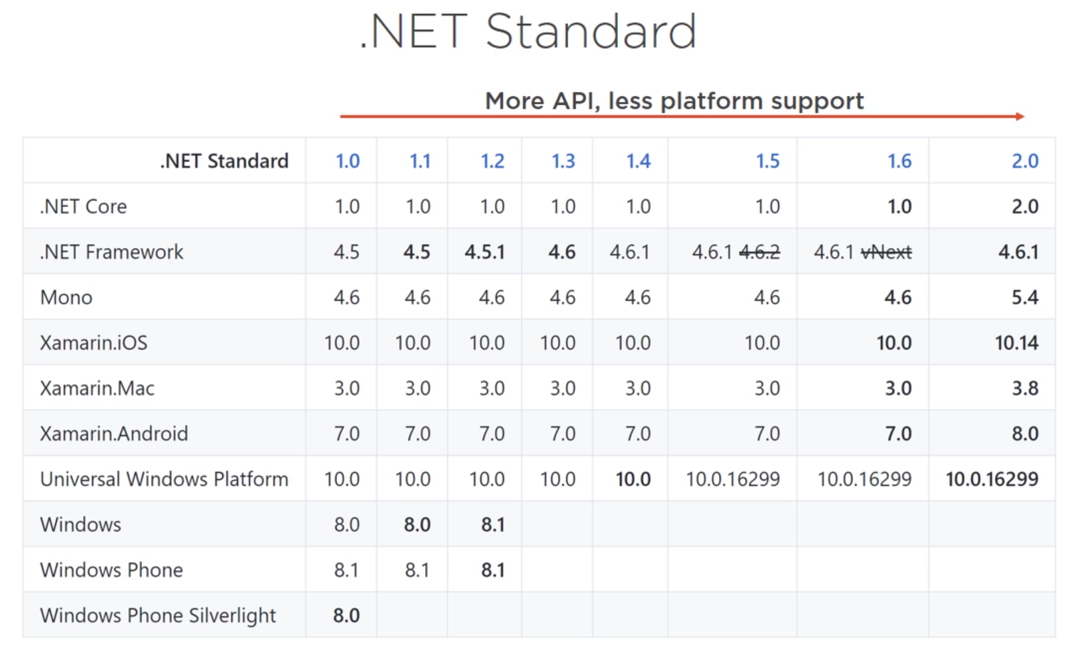 .NET Standard
More API, less platform support
.NET Standard 1.0 1.1 1.2 1.3 1.4 1.5 1.6 2.0
.NET Core 1.0 1.0 1.0 1.0 1.0 1.0 1.0 2.0
.NET Framework 4.5 4.5 4.5.1 4.6 4.6.1 4.6.1 4.6.2 4.6.1 vNext 4.6.1
Mono 4.6 4.6 4.6 4.6 4.6 4.6 4.6 5.4
Xamarin.iOS 10.0 10.0 10.0 10.0 10.0 10.0 10.0 10.14
Xamarin.Mac 3.0 3.0 3.0 3.0 3.0 3.0 3.0 3.8
Xamarin.Android 7.0 7.0 7.0 7.0 7.0 7.0 7.0 8.0
Universal Windows Platform 10.0 10.0 10.0 10.0 10.0 10.0.16299 10.0.16299 10.0.16299
Windows 8.0 8.0 8.1
Windows Phone 8.1 8.1 8.1
Windows Phone Silverlight 8.0